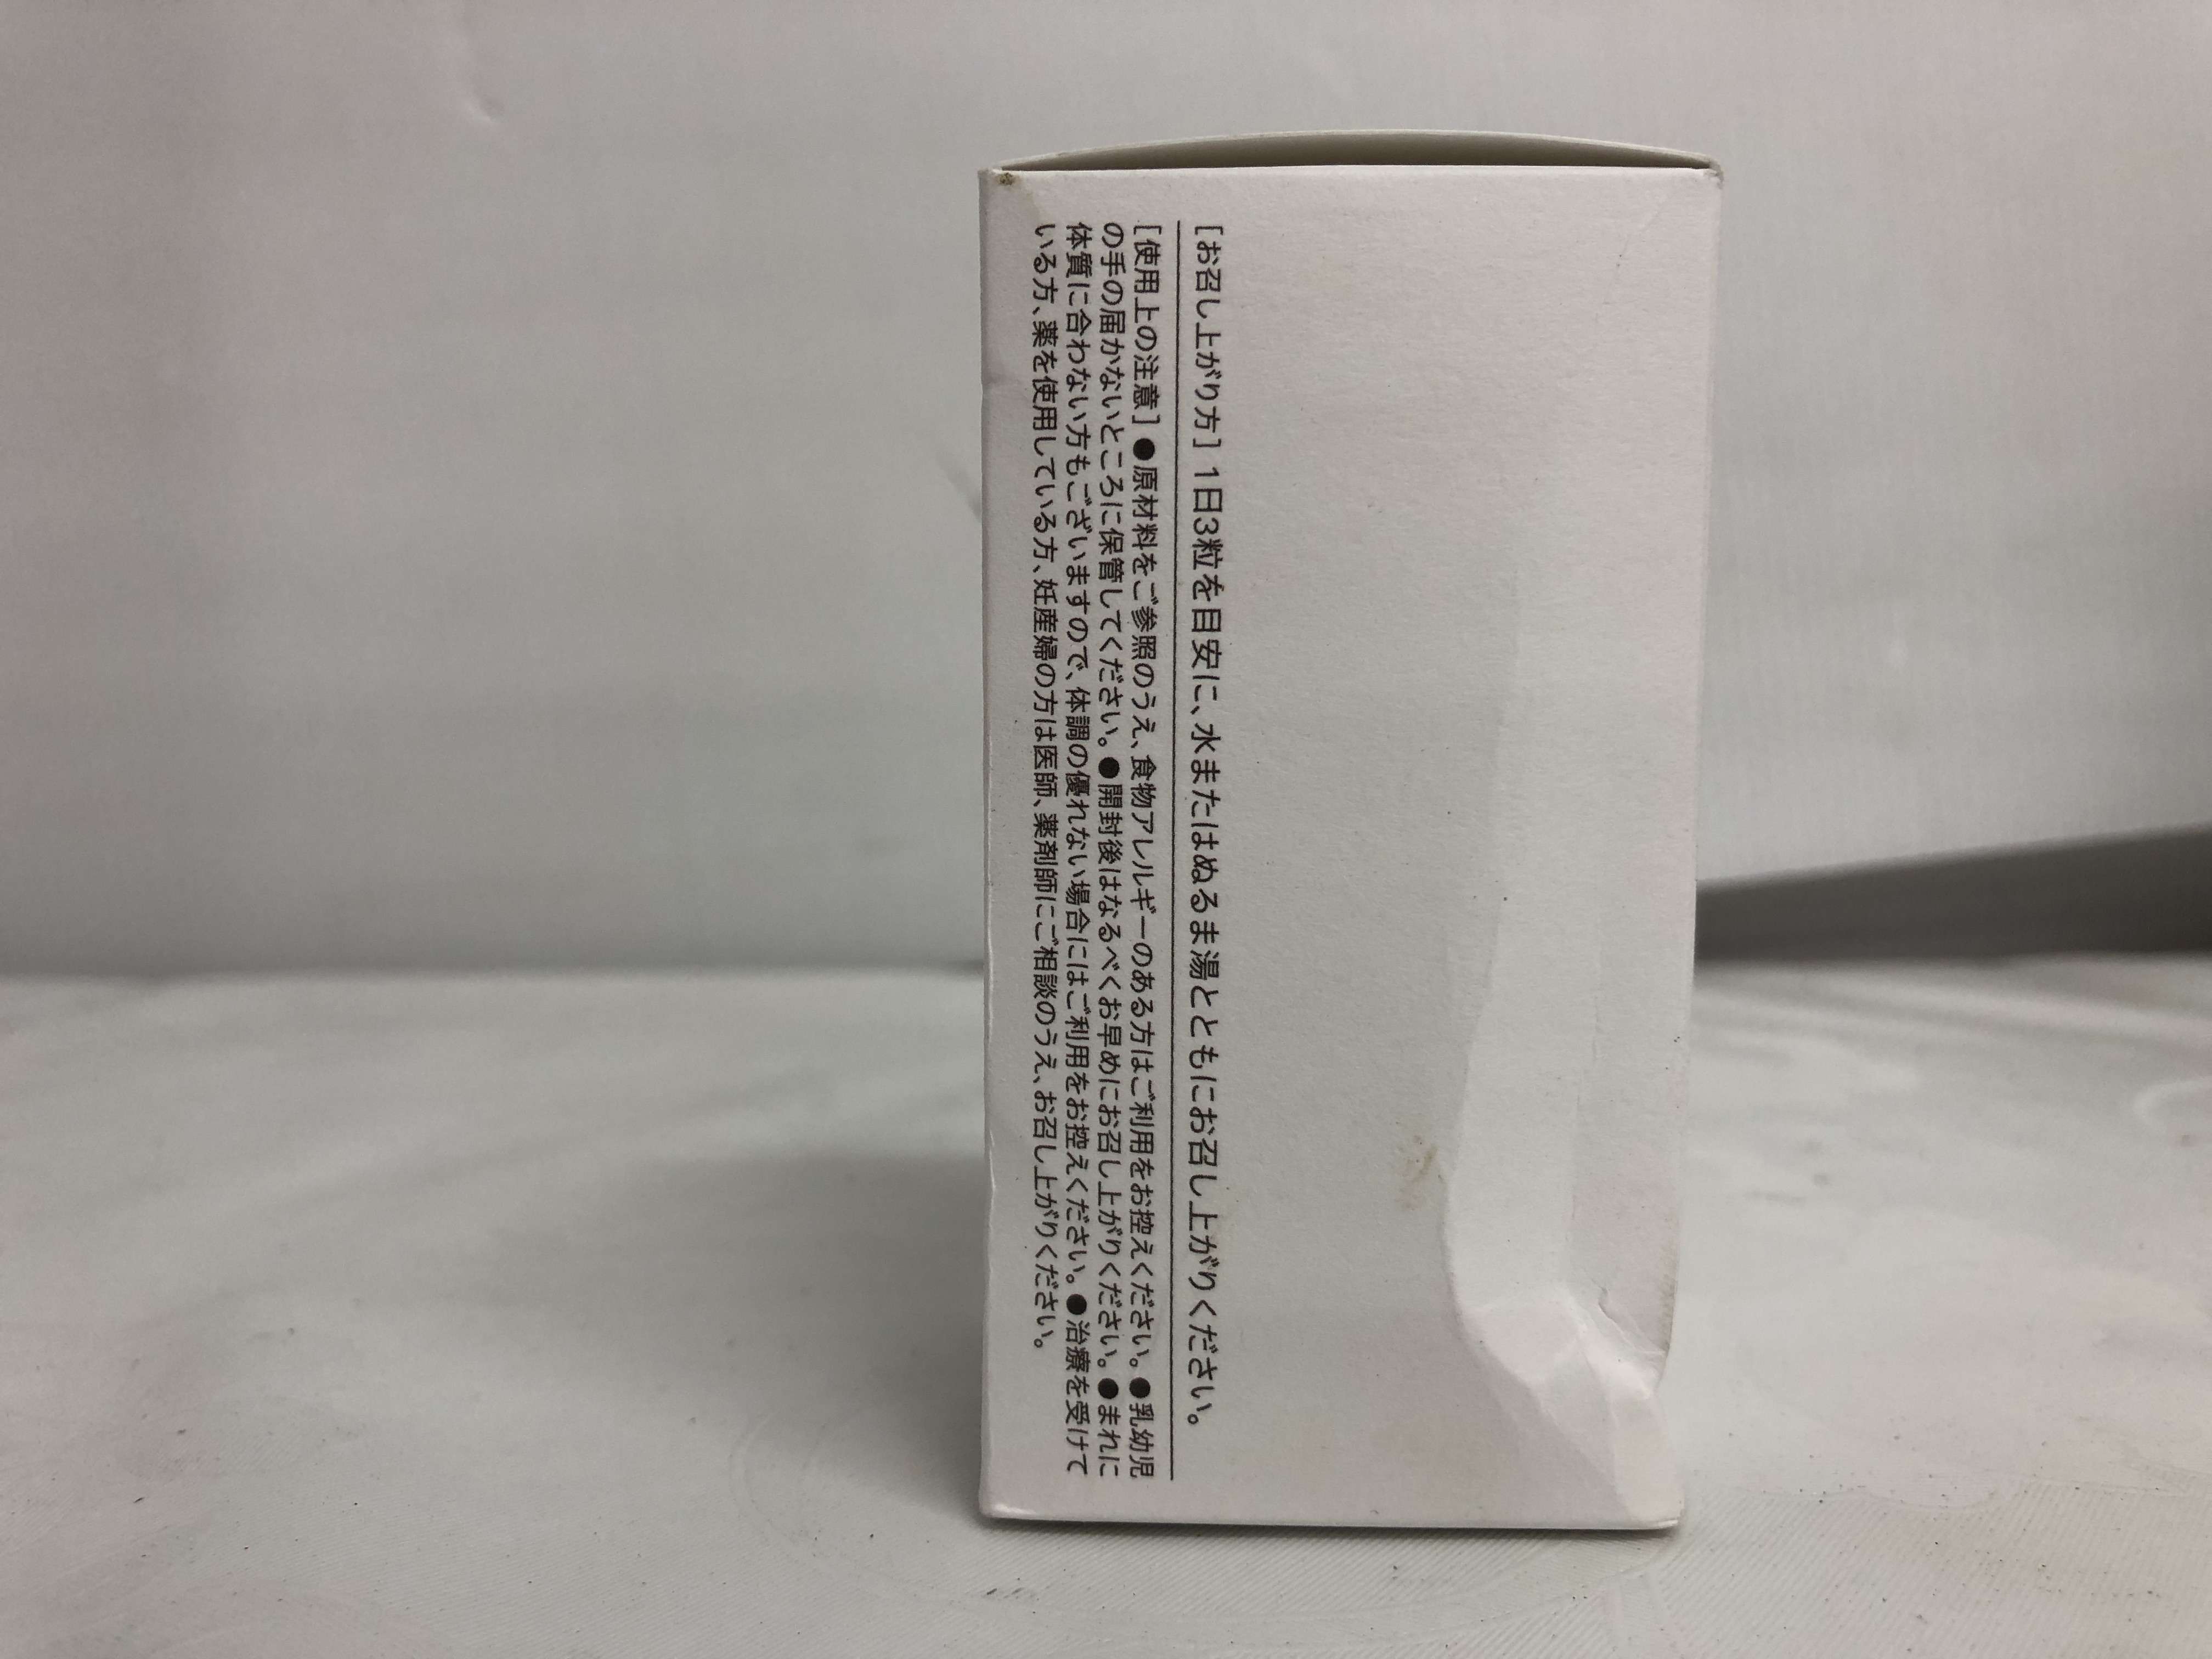 [お召し上がり方] 1日3粒を目安に、水またはぬるま湯とともにお召し上がりください。
[使用上の注意] ●原材料をご参照のうえ、食物アレルギーのある方はご利用をお控えください。●乳幼児
の手の届かないところに保管してください。●開封後はなるべくお早めにお召し上がりください。●まれに
体質に合わない方もございますので、体調の優れない場合にはご利用をお控えください。●治療を受けて
いる方、薬を使用している方、妊産婦の方は医師、薬剤師にご相談のうえ、お召し上がりください。